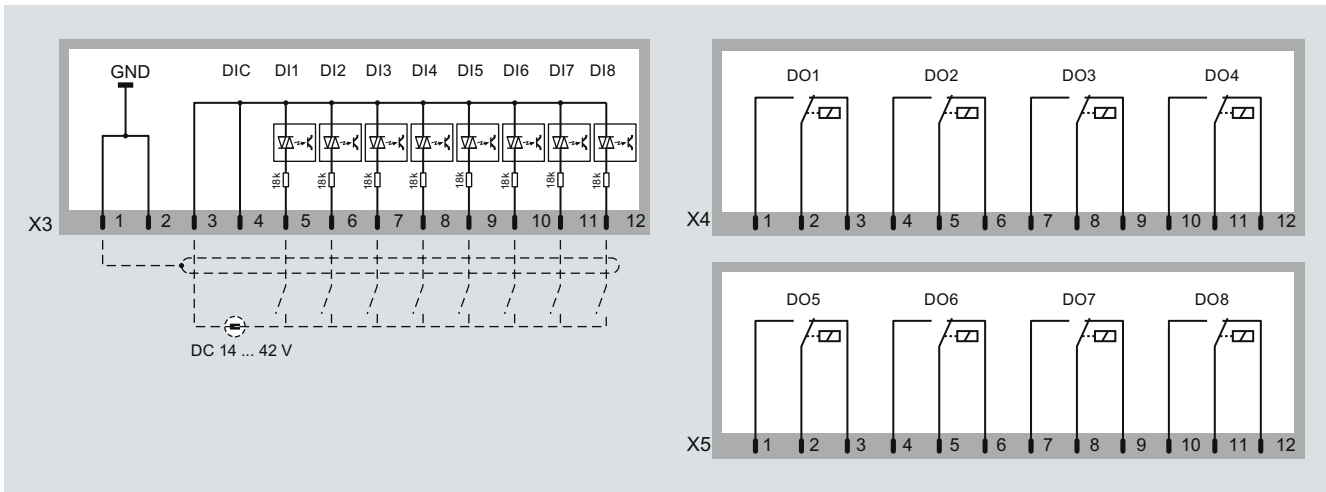 GND DIC DI1 DI2 DI3 DI4 DI5 DI6 DI7 DI8
18k 18k 18k 18k 18k 18k 18k 18k
X3 1 2 3 4 5 6 7 8 9 10 11 12
DC 14 ... 42 V
DO1 DO2 DO3 DO4
X4 1 2 3 4 5 6 7 8 9 10 11 12
DO5 DO6 DO7 DO8
X5 1 2 3 4 5 6 7 8 9 10 11 12